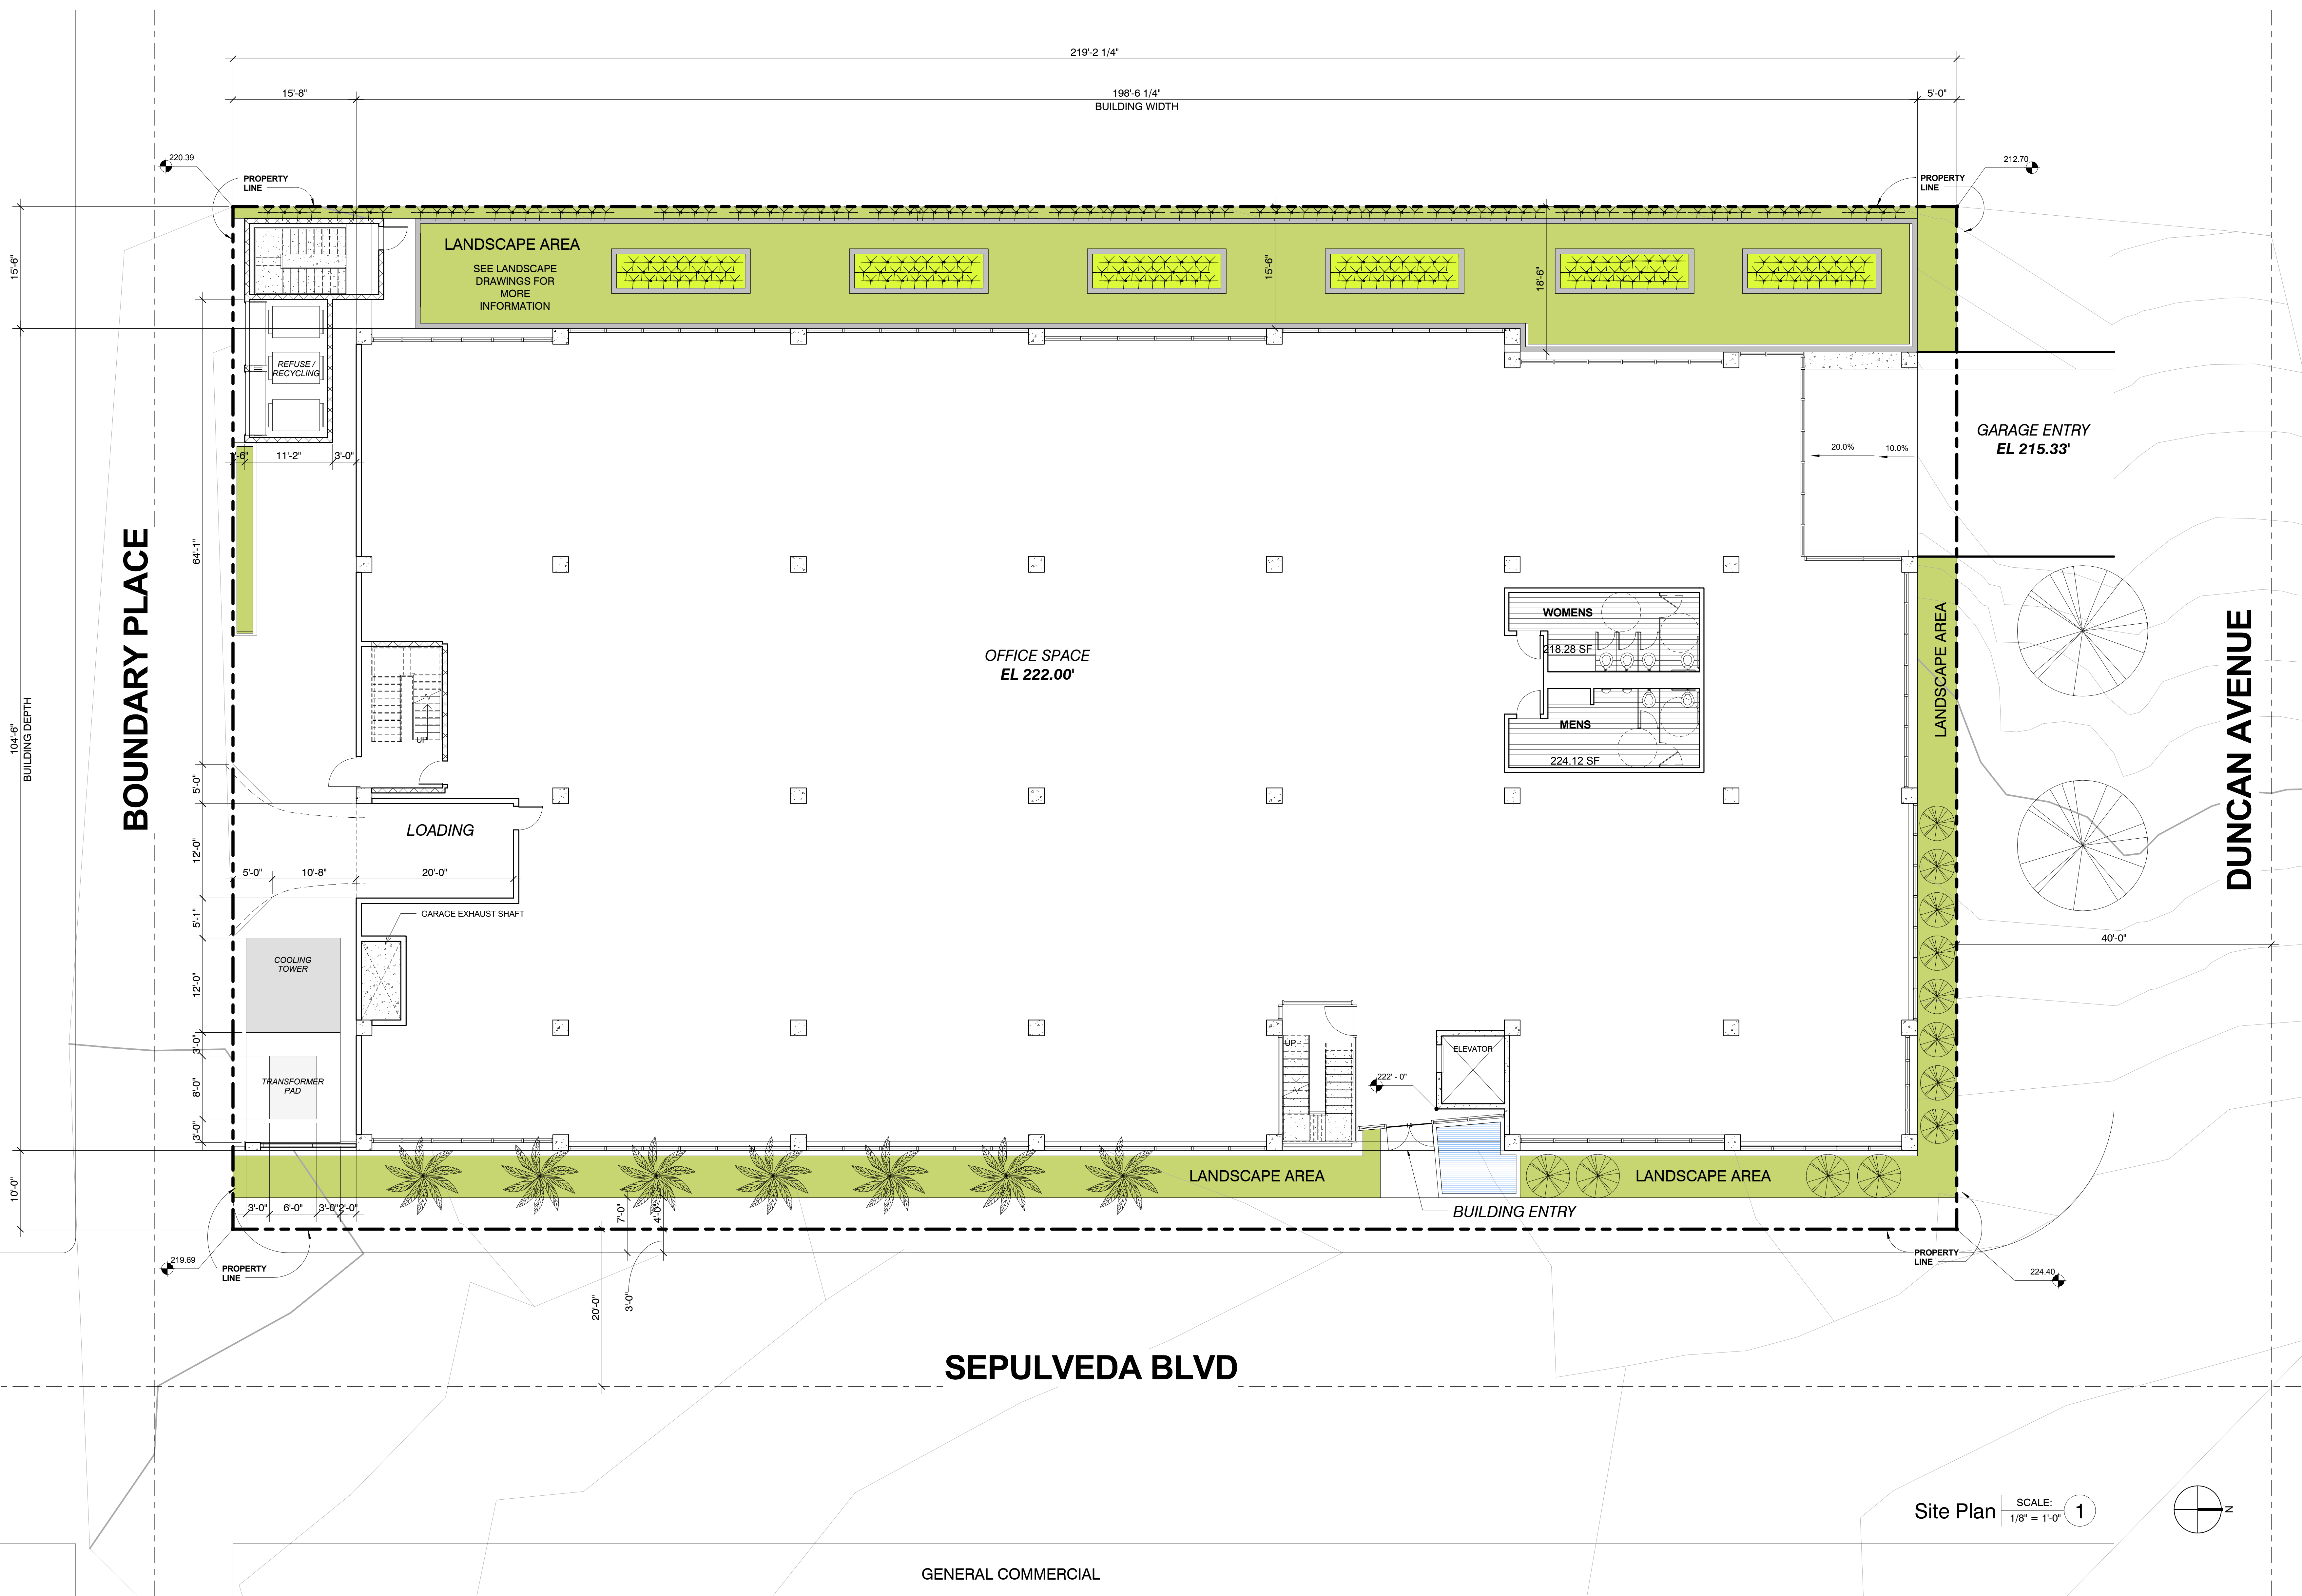 219'-2 1/4"
15'-8"
198'-6 1/4"
BUILDING WIDTH
5'-0"
220.39
PROPERTY
LINE
212.70
PROPERTY
LINE
15'-6"
LANDSCAPE AREA
SEE LANDSCAPE
DRAWINGS FOR
MORE
INFORMATION
15'-6"
18'-6"
REFUSE /
RECYCLING
11'-2"
3'-0"
20.0%
10.0%
GARAGE ENTRY
EL 215.33'
64'-1"
BOUNDARY PLACE
OFFICE SPACE
EL 222.00'
WOMENS
218.28 SF
MENS
224.12 SF
LANDSCAPE AREA
DUNCAN AVENUE
104'-6"
BUILDING DEPTH
UP
5'-0"
LOADING
12'-0"
5'-0"
10'-8"
20'-0"
5'-1"
GARAGE EXHAUST SHAFT
40'-0"
COOLING
TOWER
12'-0"
3'-0"
UP
ELEVATOR
222' - 0"
TRANSFORMER
PAD
8'-0"
3'-0"
10'-0"
LANDSCAPE AREA
LANDSCAPE AREA
3'-0"
6'-0"
3'-0"
2'-0"
7'-0"
4'-0"
BUILDING ENTRY
219.69
PROPERTY
LINE
PROPERTY
LINE
224.40
20'-0"
3'-0"
SEPULVEDA BLVD
Site Plan
SCALE:
1/8" = 1'-0"
1
N
GENERAL COMMERCIAL